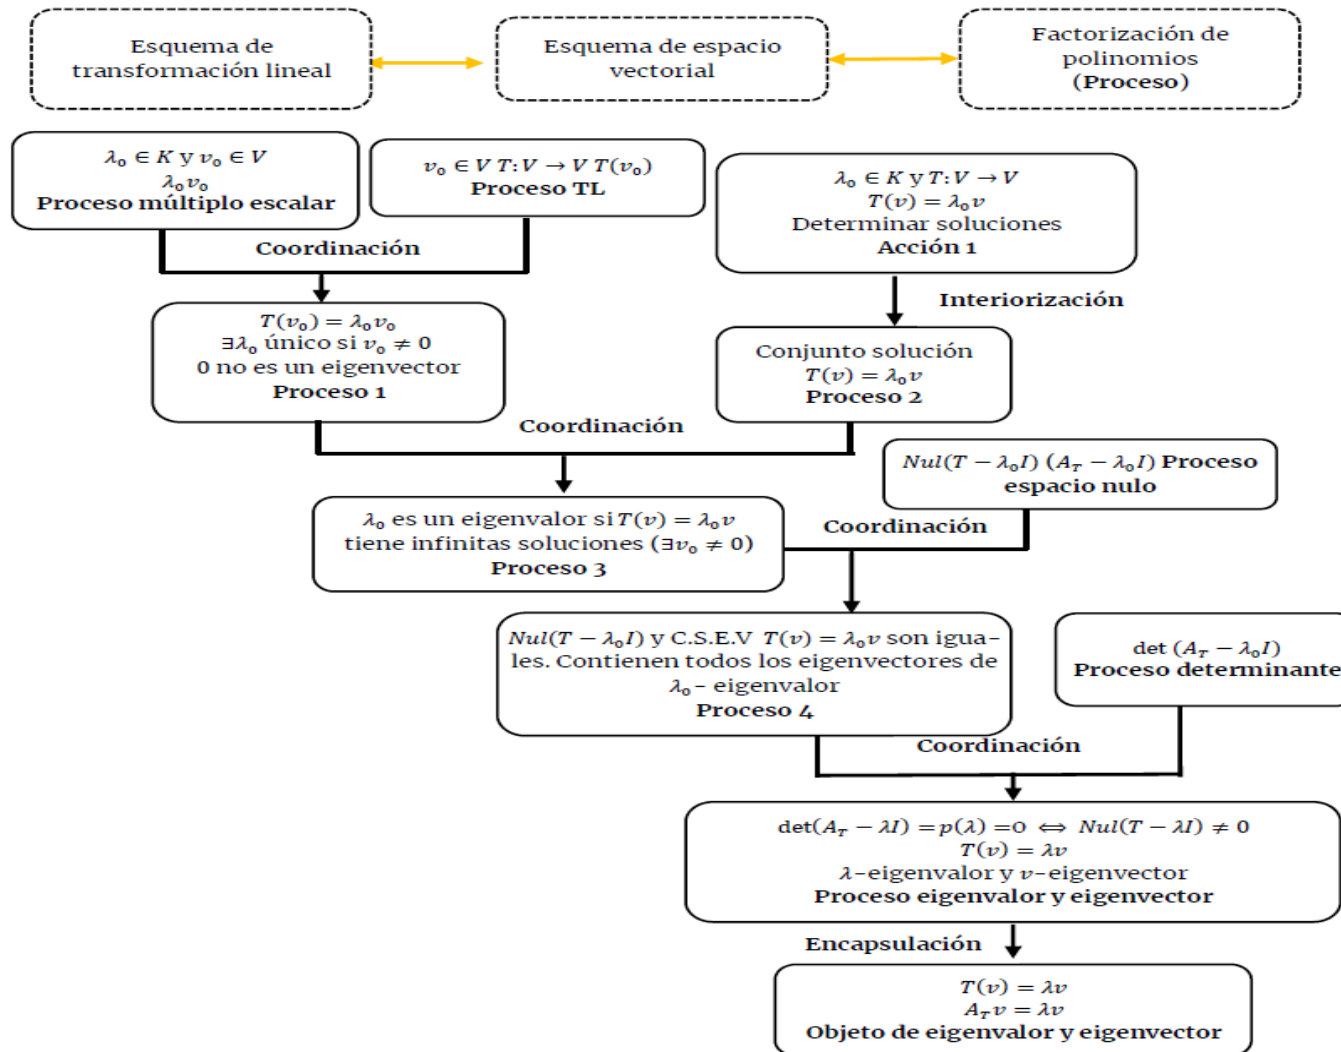 Esquema de
transformación lineal
Esquema de espacio
vectorial
Factorización de
polinomios
(Proceso)
λ₀ ∈ K y v₀ ∈ V
λ₀v₀
Proceso múltiplo escalar
v₀ ∈ V T: V → V T(v₀)
Proceso TL
λ₀ ∈ K y T: V → V
T(v) = λ₀v
Determinar soluciones
Acción 1
Coordinación
Interiorización
T(v₀) = λ₀v₀
∃λ₀ único si v₀ ≠ 0
0 no es un eigenvector
Proceso 1
Conjunto solución
T(v) = λ₀v
Proceso 2
Coordinación
Nul(T − λ₀I) (A_T − λ₀I) Proceso
espacio nulo
λ₀ es un eigenvalor si T(v) = λ₀v
tiene infinitas soluciones (∃v₀ ≠ 0)
Proceso 3
Coordinación
Nul(T − λ₀I) y C.S.E.V T(v) = λ₀v son igua-
les. Contienen todos los eigenvectores de
λ₀ – eigenvalor
Proceso 4
det (A_T − λ₀I)
Proceso determinante
Coordinación
det(A_T − λI) = p(λ) = 0 ⇔ Nul(T − λI) ≠ 0
T(v) = λv
λ-eigenvalor y v-eigenvector
Proceso eigenvalor y eigenvector
Encapsulación
T(v) = λv
A_T v = λv
Objeto de eigenvalor y eigenvector